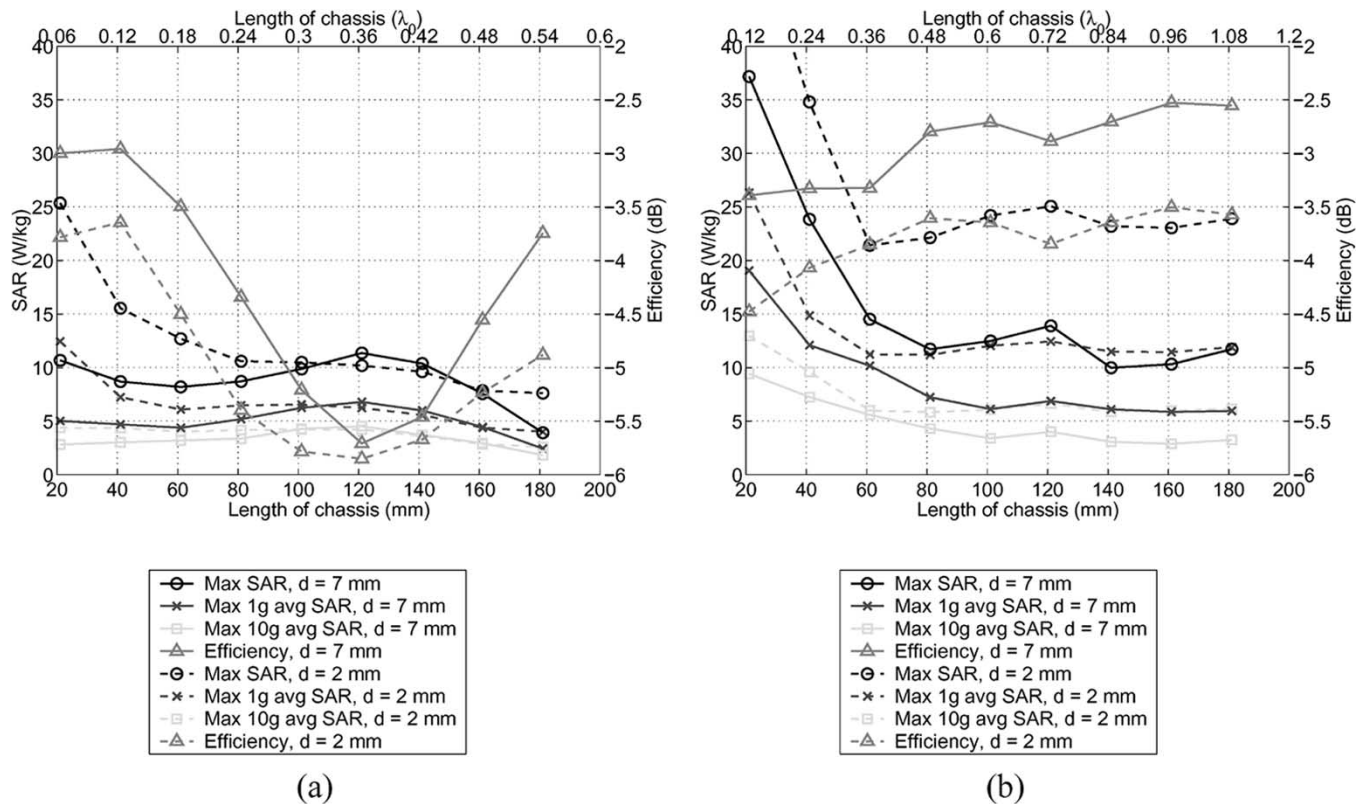 Length of chassis (λ0)
0.06 0.12 0.18 0.24 0.3 0.36 0.42 0.48 0.54 0.6
40 35 30 25 20 15 10 5 0
SAR (W/kg)
−2 −2.5 −3 −3.5 −4 −4.5 −5 −5.5 −6
Efficiency (dB)
20 40 60 80 100 120 140 160 180 200
Length of chassis (mm)
Max SAR, d = 7 mm
Max 1g avg SAR, d = 7 mm
Max 10g avg SAR, d = 7 mm
Efficiency, d = 7 mm
Max SAR, d = 2 mm
Max 1g avg SAR, d = 2 mm
Max 10g avg SAR, d = 2 mm
Efficiency, d = 2 mm
(a)
Length of chassis (λ0)
0.12 0.24 0.36 0.48 0.6 0.72 0.84 0.96 1.08 1.2
40 35 30 25 20 15 10 5 0
SAR (W/kg)
−2 −2.5 −3 −3.5 −4 −4.5 −5 −5.5 −6
Efficiency (dB)
20 40 60 80 100 120 140 160 180 200
Length of chassis (mm)
Max SAR, d = 7 mm
Max 1g avg SAR, d = 7 mm
Max 10g avg SAR, d = 7 mm
Efficiency, d = 7 mm
Max SAR, d = 2 mm
Max 1g avg SAR, d = 2 mm
Max 10g avg SAR, d = 2 mm
Efficiency, d = 2 mm
(b)